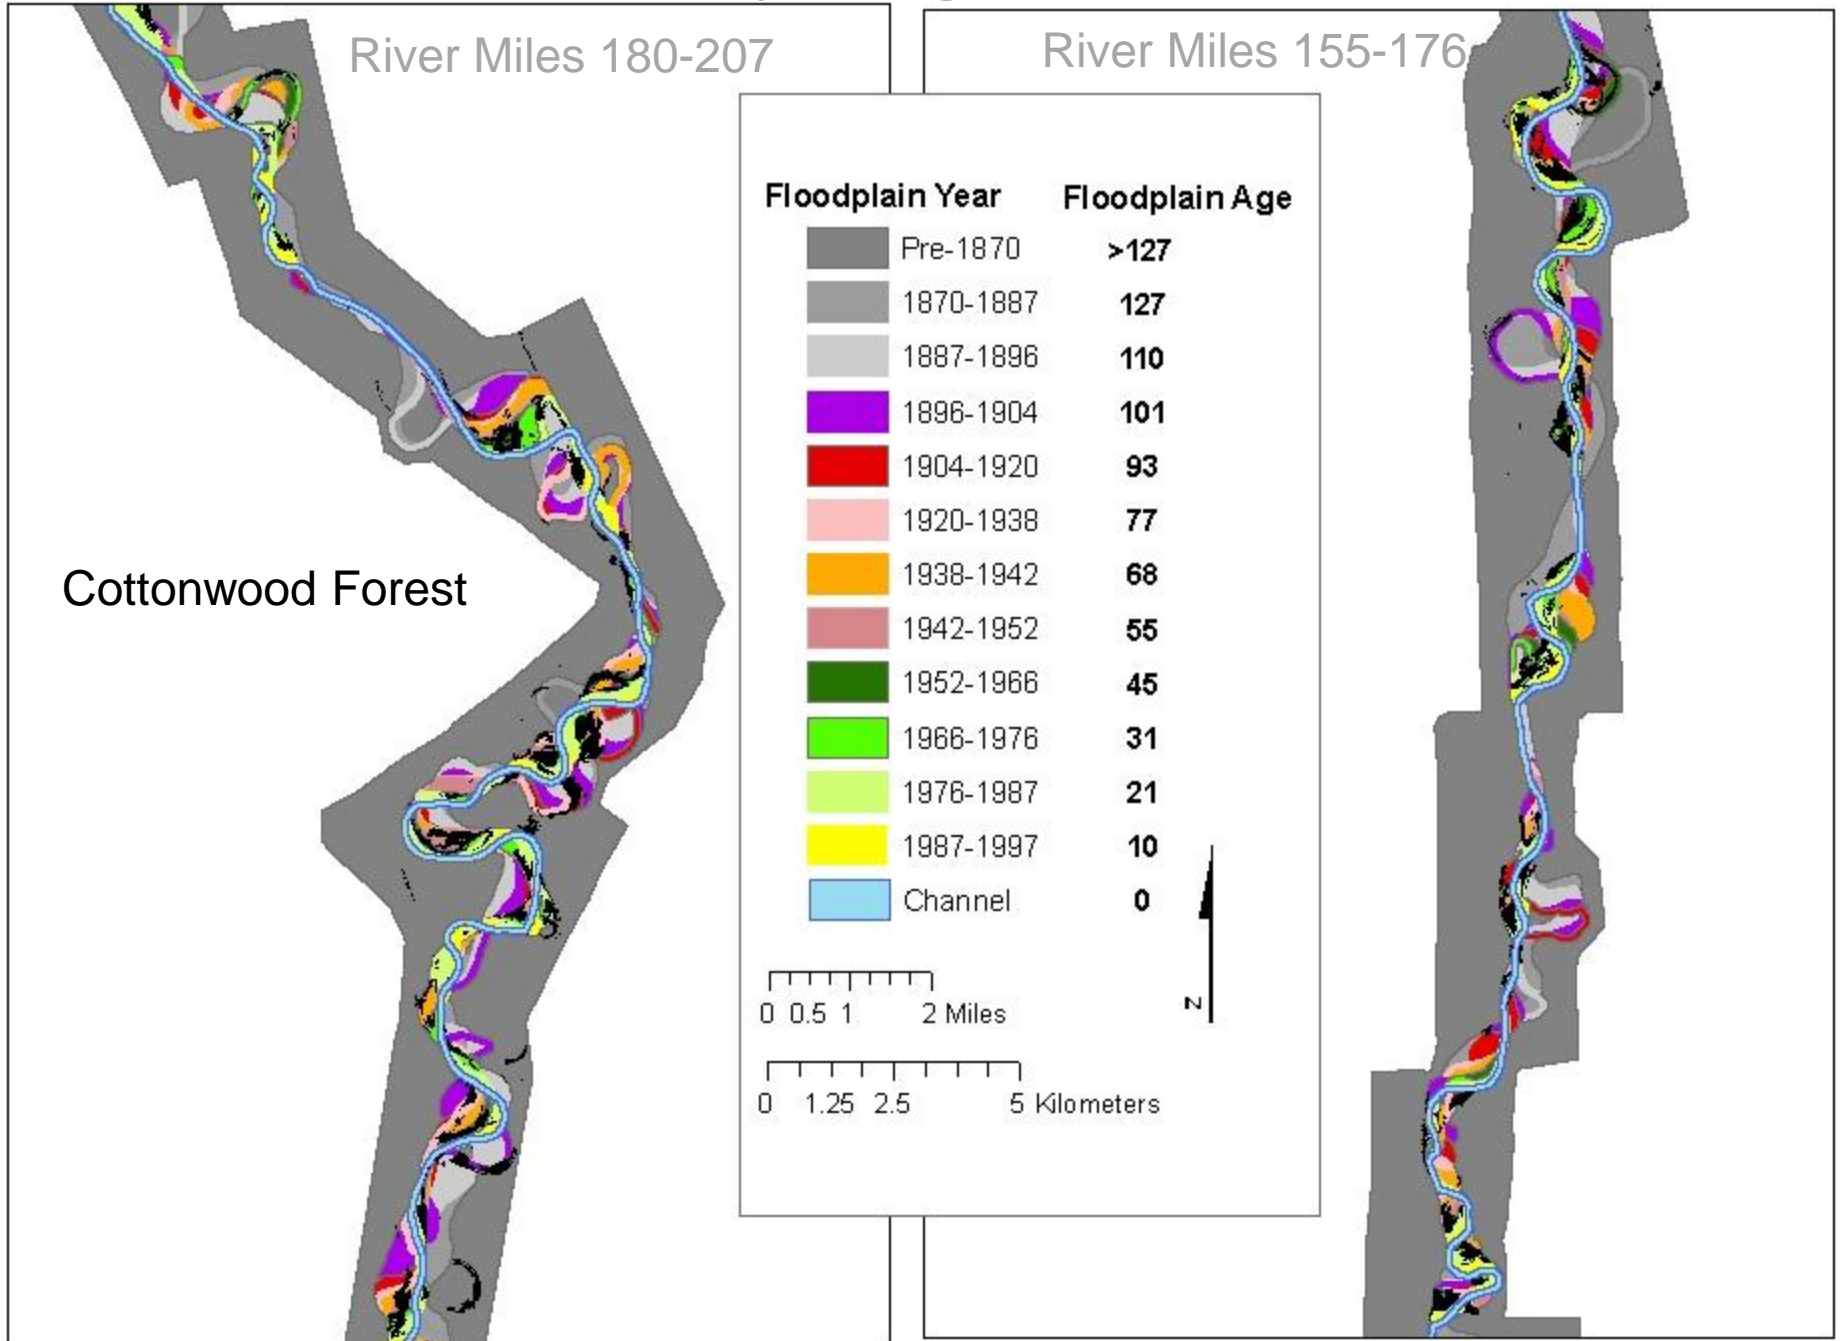 River Miles 180-207
River Miles 155-176
Floodplain Year Floodplain Age
Pre-1870 >127
1870-1887 127
1887-1896 110
1896-1904 101
1904-1920 93
1920-1938 77
1938-1942 68
1942-1952 55
1952-1966 45
1966-1976 31
1976-1987 21
1987-1997 10
Channel 0
Cottonwood Forest
0 0.5 1 2 Miles
N
0 1.25 2.5 5 Kilometers